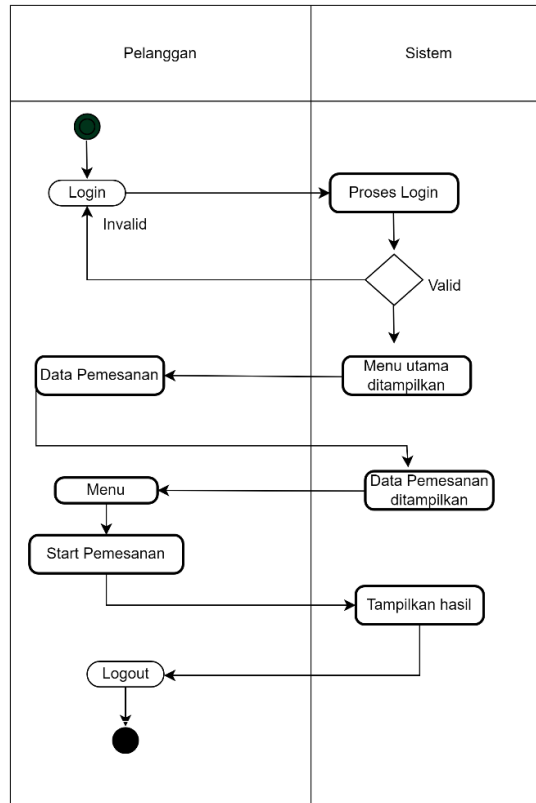 Pelanggan
Sistem
Login
Proses Login
Invalid
Valid
Data Pemesanan
Menu utama
ditampilkan
Menu
Data Pemesanan
ditampilkan
Start Pemesanan
Tampilkan hasil
Logout